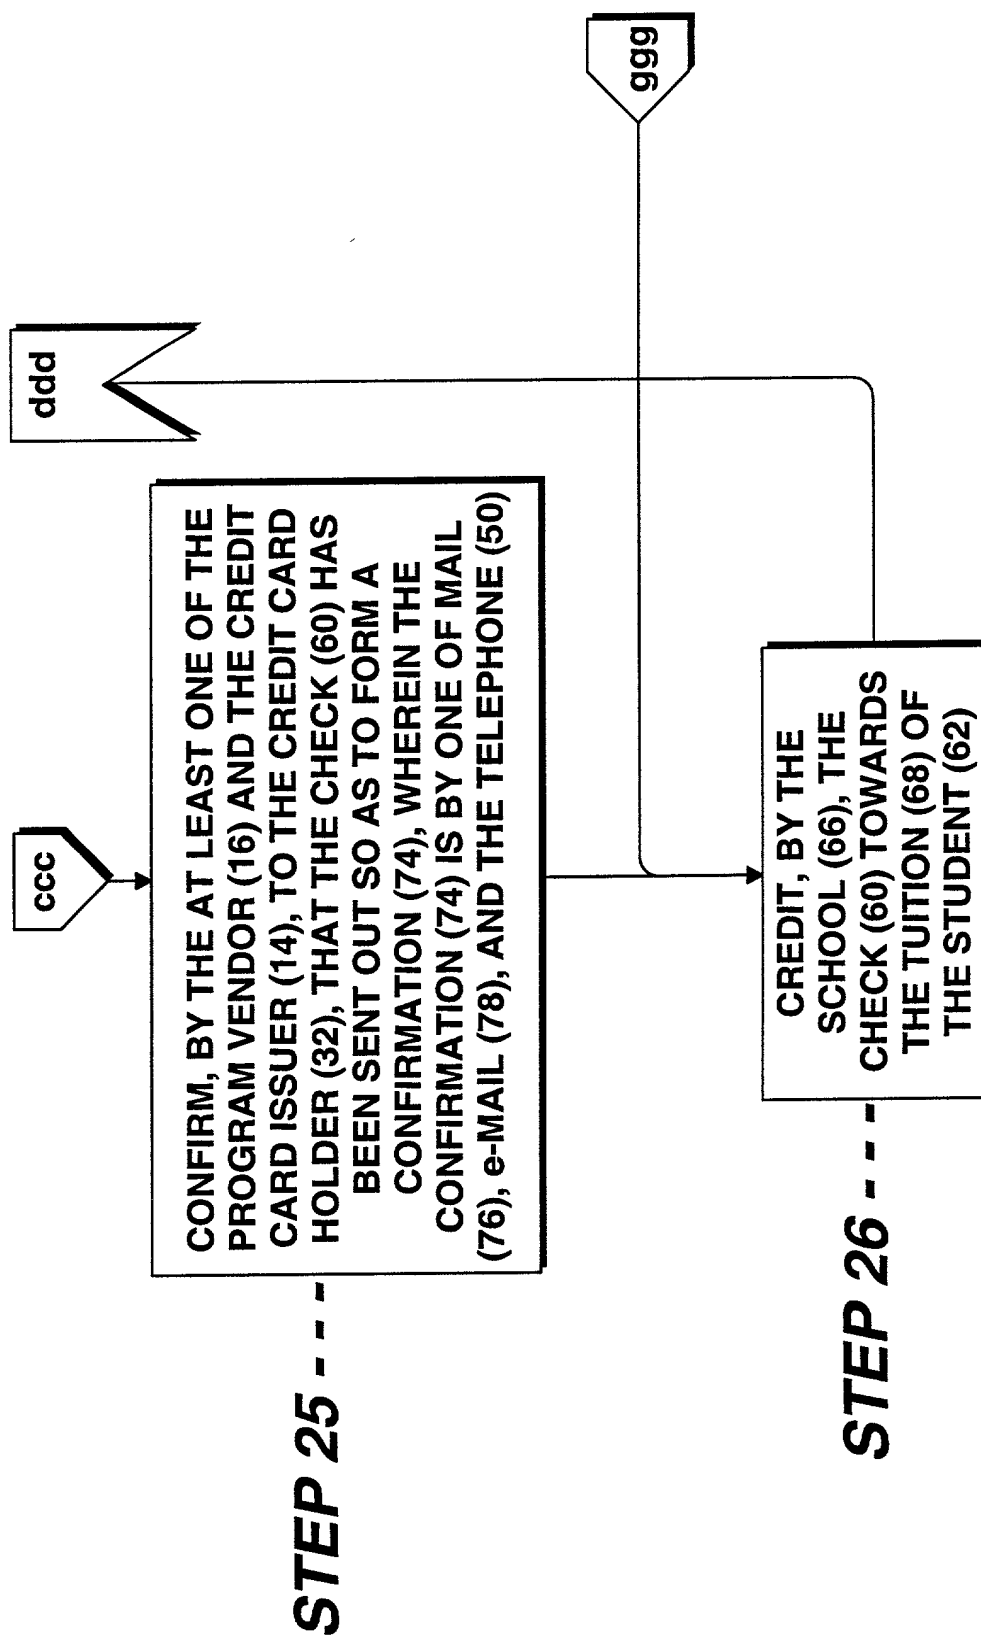 ccc
ddd
STEP 25 - - -
CONFIRM, BY THE AT LEAST ONE OF THE
PROGRAM VENDOR (16) AND THE CREDIT
CARD ISSUER (14), TO THE CREDIT CARD
HOLDER (32), THAT THE CHECK (60) HAS
BEEN SENT OUT SO AS TO FORM A
CONFIRMATION (74), WHEREIN THE
CONFIRMATION (74) IS BY ONE OF MAIL
(76), e-MAIL (78), AND THE TELEPHONE (50)
ggg
STEP 26 - - -
CREDIT, BY THE
SCHOOL (66), THE
CHECK (60) TOWARDS
THE TUITION (68) OF
THE STUDENT (62)